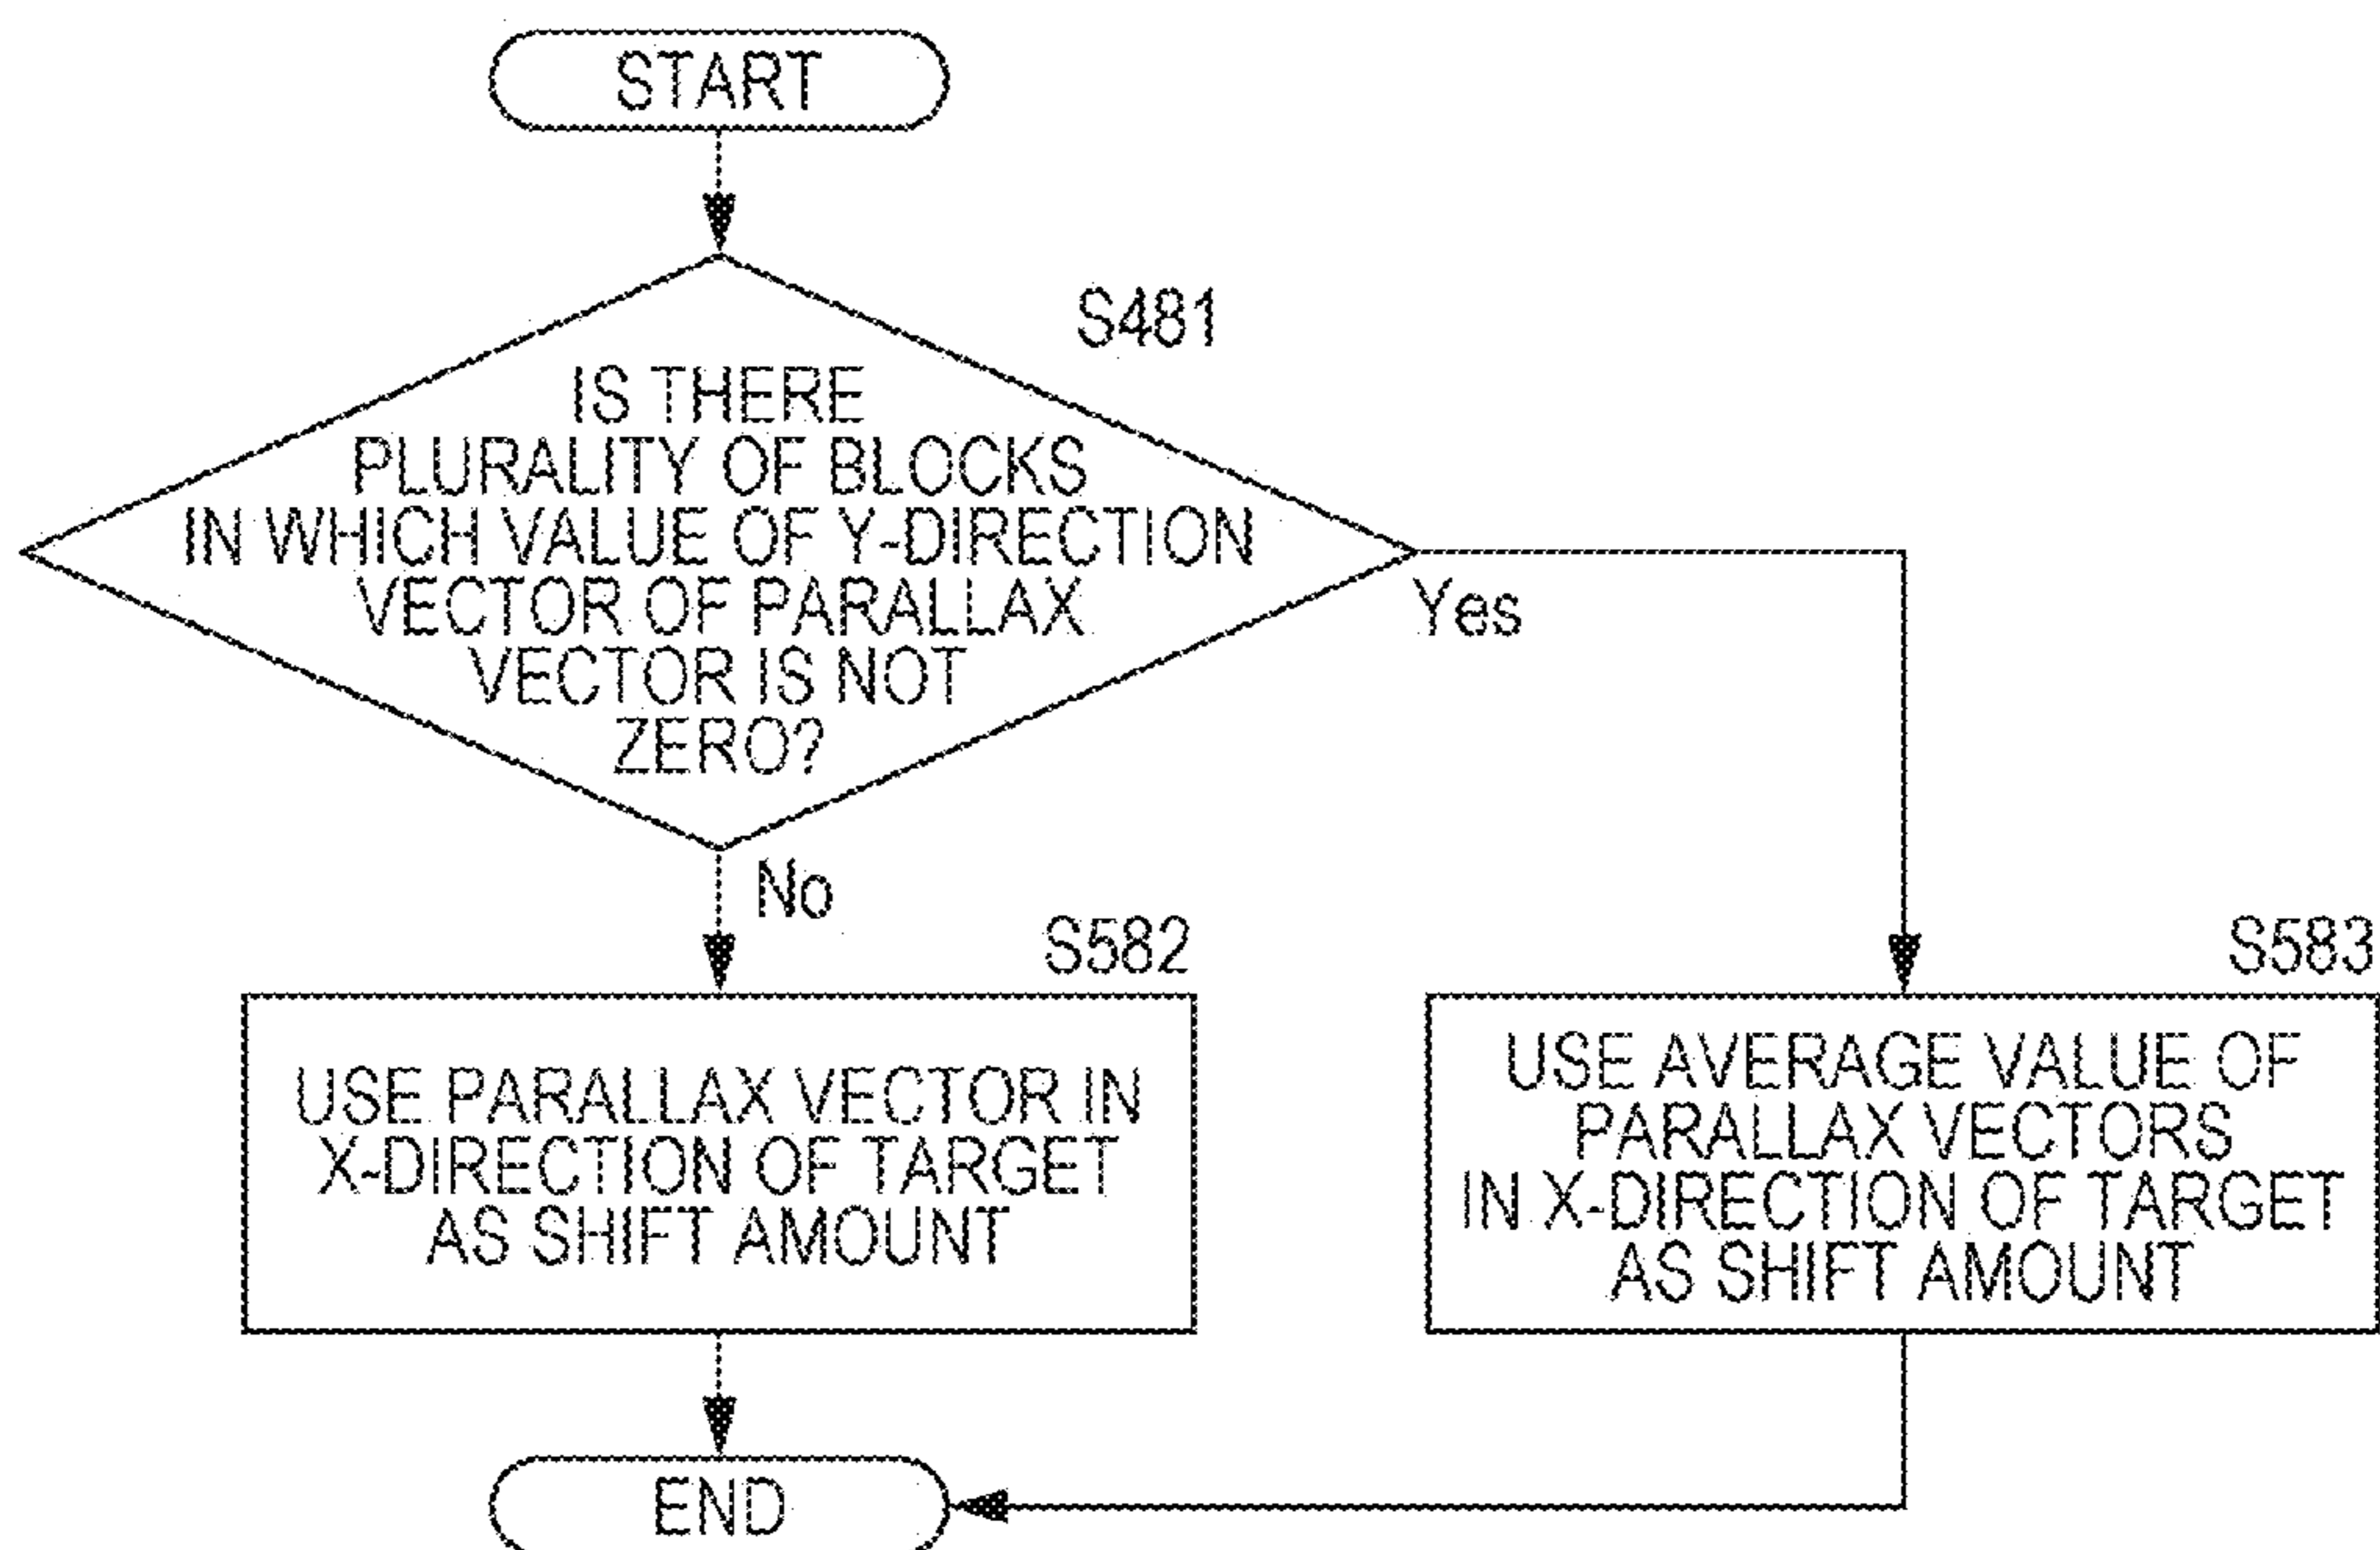 START
S481
IS THERE
PLURALITY OF BLOCKS
IN WHICH VALUE OF Y-DIRECTION
VECTOR OF PARALLAX
VECTOR IS NOT
ZERO?
Yes
No
S582
USE PARALLAX VECTOR IN
X-DIRECTION OF TARGET
AS SHIFT AMOUNT
S583
USE AVERAGE VALUE OF
PARALLAX VECTORS
IN X-DIRECTION OF TARGET
AS SHIFT AMOUNT
END